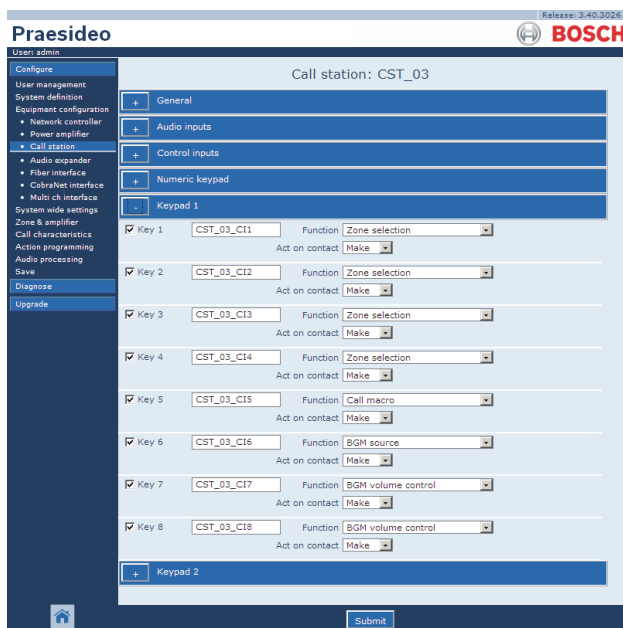 Release: 3.40.3026
Praesideo
BOSCH
User: admin
Configure
User management
System definition
Equipment configuration
• Network controller
• Power amplifier
• Call station
• Audio expander
• Fiber interface
• CobraNet interface
• Multi ch interface
System wide settings
Zone & amplifier
Call characteristics
Action programming
Audio processing
Save
Diagnose
Upgrade
Call station: CST_03
+ General
+ Audio inputs
+ Control inputs
+ Numeric keypad
- Keypad 1
Key 1 CST_03_CI1 Function Zone selection
Act on contact Make
Key 2 CST_03_CI2 Function Zone selection
Act on contact Make
Key 3 CST_03_CI3 Function Zone selection
Act on contact Make
Key 4 CST_03_CI4 Function Zone selection
Act on contact Make
Key 5 CST_03_CI5 Function Call macro
Act on contact Make
Key 6 CST_03_CI6 Function BGM source
Act on contact Make
Key 7 CST_03_CI7 Function BGM volume control
Act on contact Make
Key 8 CST_03_CI8 Function BGM volume control
Act on contact Make
+ Keypad 2
Submit